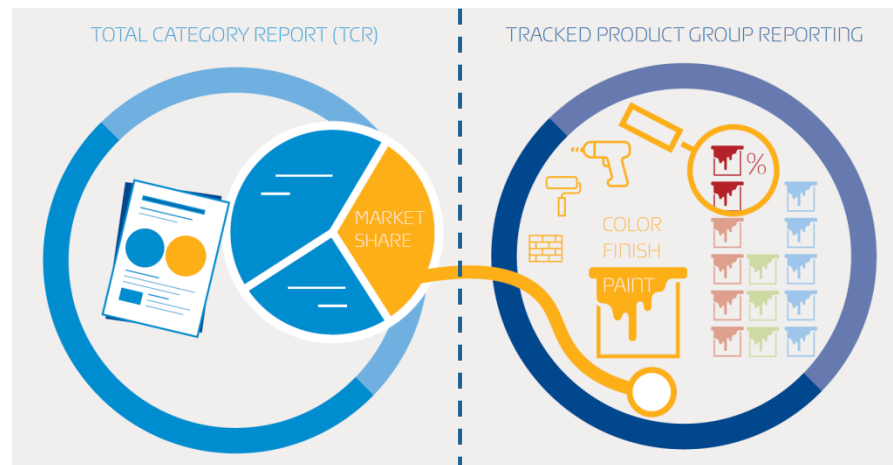 TOTAL CATEGORY REPORT (TCR)
TRACKED PRODUCT GROUP REPORTING
MARKET
SHARE
%
COLOR
FINISH
PAINT